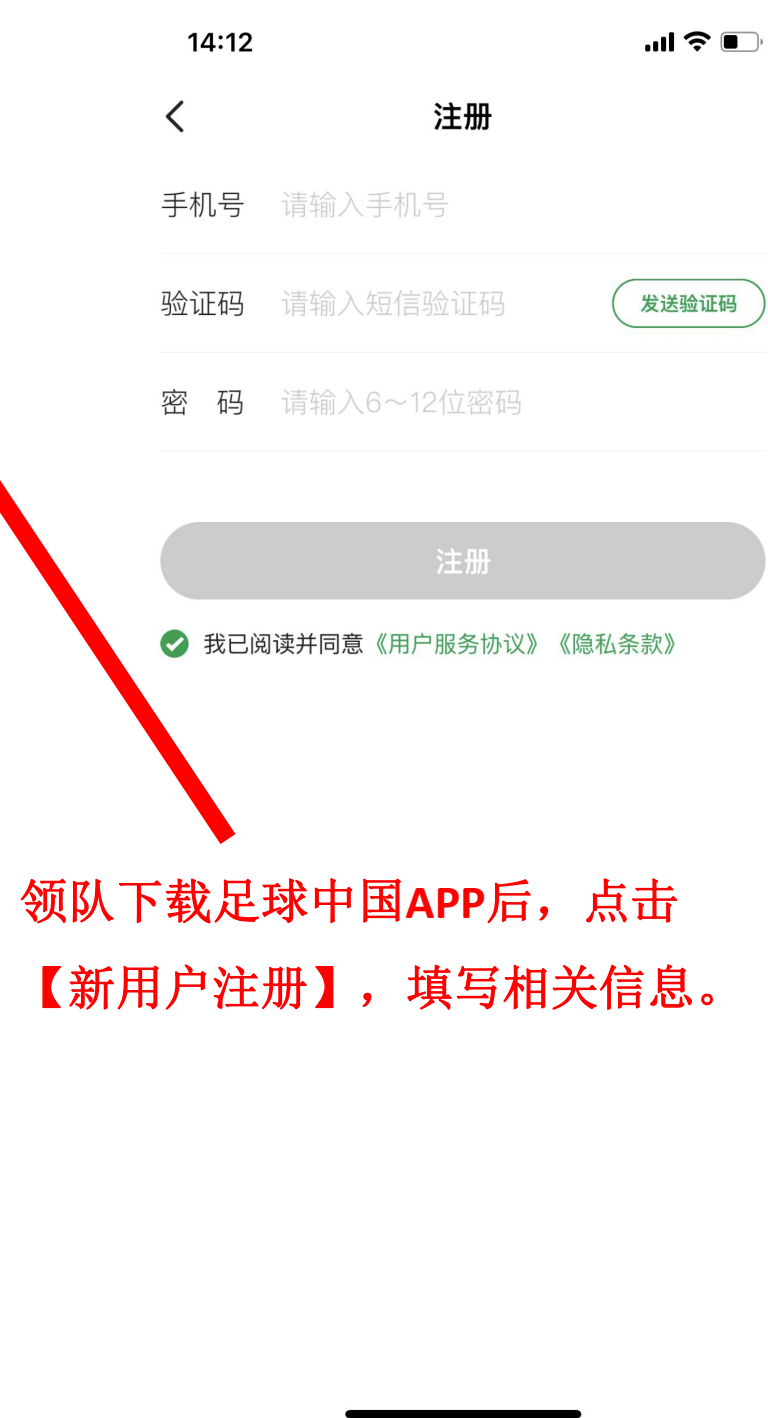 14:12
注册
手机号 请输入手机号
验证码 请输入短信验证码 发送验证码
密 码 请输入6～12位密码
注册
我已阅读并同意《用户服务协议》《隐私条款》
领队下载足球中国APP后，点击
【新用户注册】，填写相关信息。